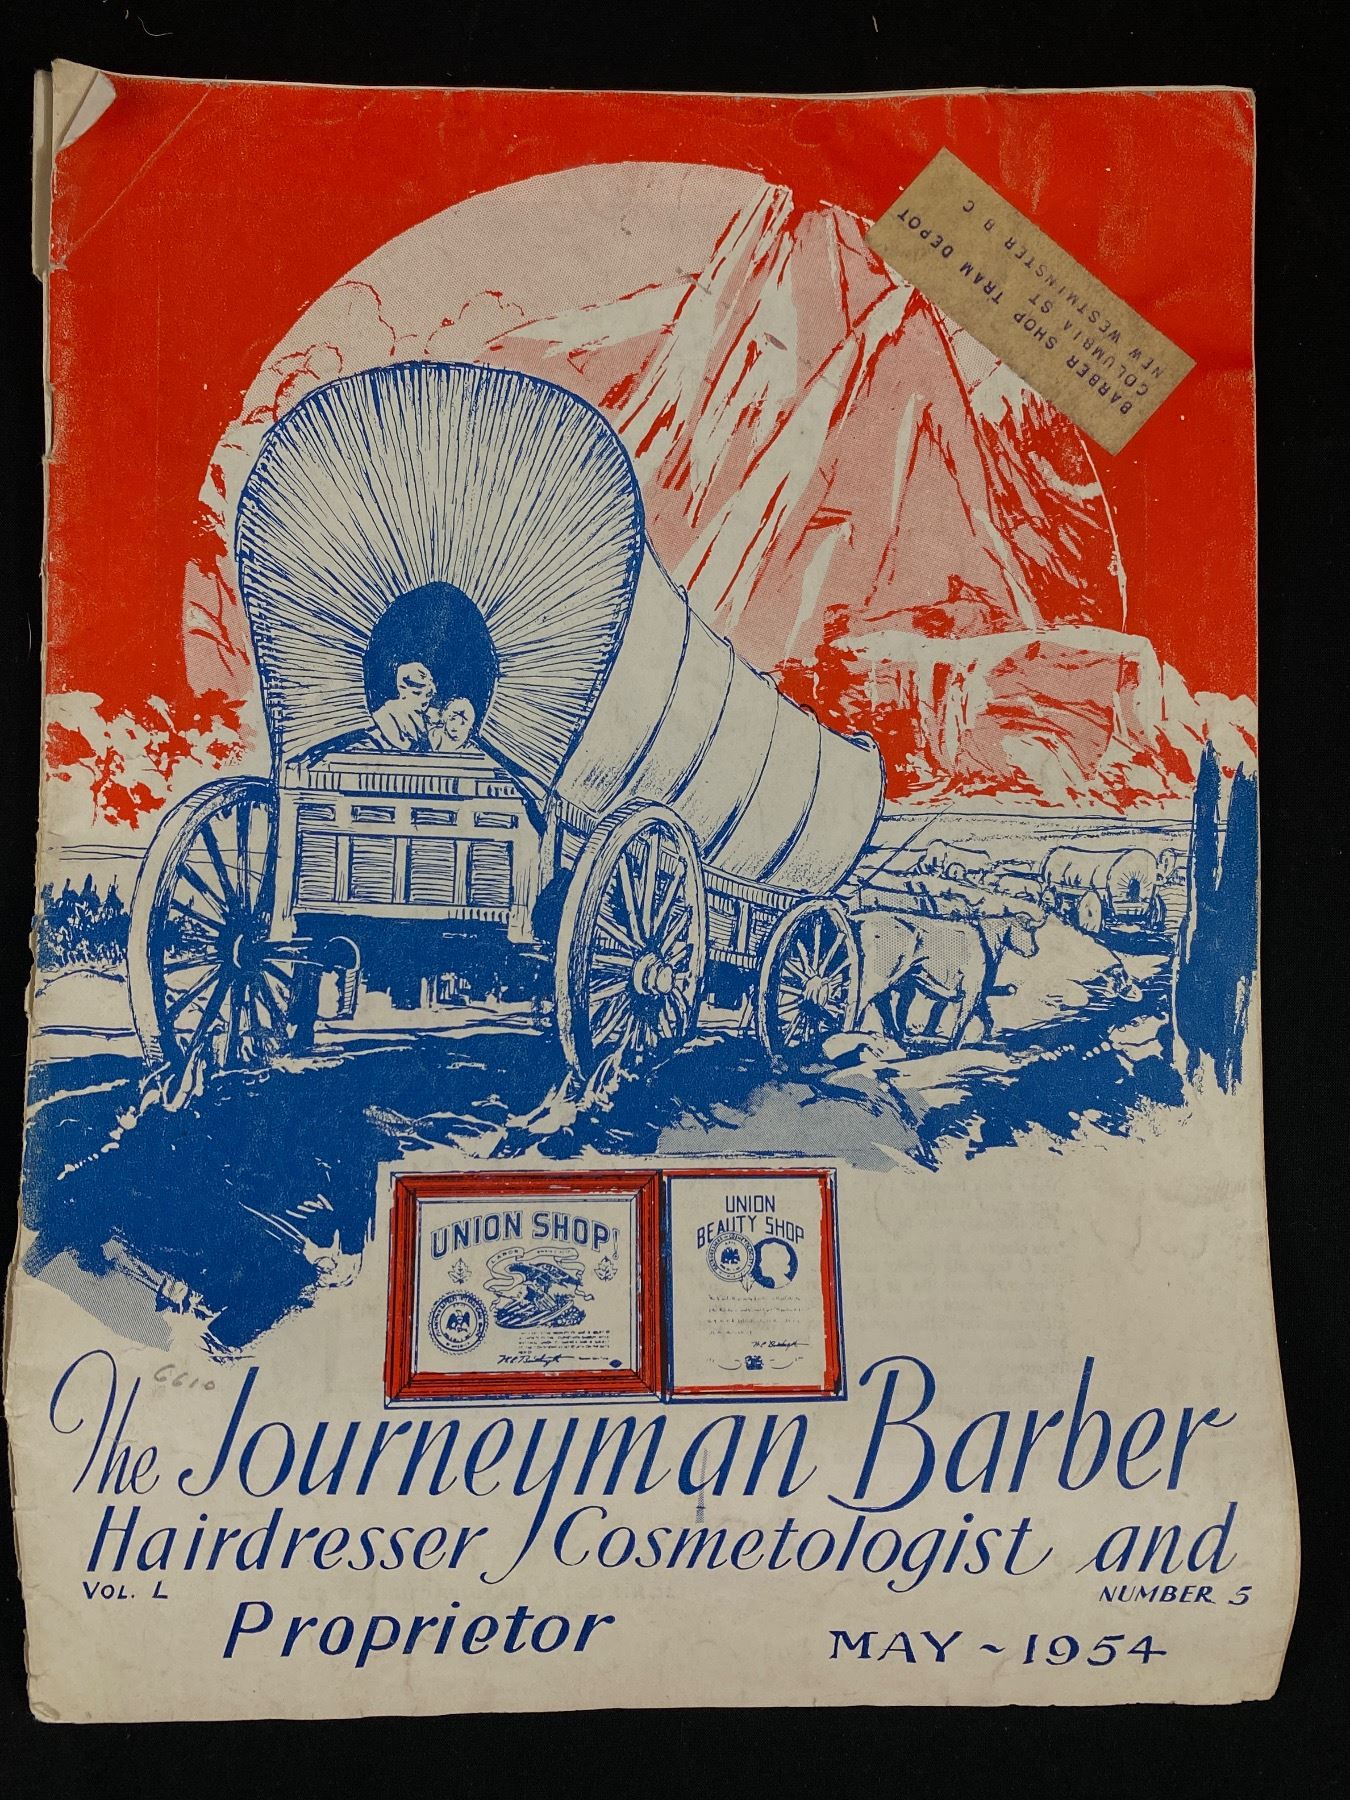 BARBER SHOP TRAM DEPOT
COLUMBIA ST
NEW WESTMINSTER B C
UNION SHOP!
UNION
BEAUTY SHOP
6610
The Journeyman Barber
Hairdresser Cosmetologist and
VOL. L
NUMBER 5
Proprietor
MAY ~ 1954